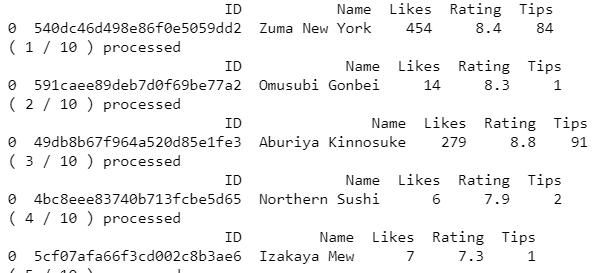 ID Name Likes Rating Tips
0 540dc46d498e86f0e5059dd2 Zuma New York 454 8.4 84
( 1 / 10 ) processed
ID Name Likes Rating Tips
0 591caee89deb7d0f69be77a2 Omusubi Gonbei 14 8.3 1
( 2 / 10 ) processed
ID Name Likes Rating Tips
0 49db8b67f964a520d85e1fe3 Aburiya Kinnosuke 279 8.8 91
( 3 / 10 ) processed
ID Name Likes Rating Tips
0 4bc8eee83740b713fcbe5d65 Northern Sushi 6 7.9 2
( 4 / 10 ) processed
ID Name Likes Rating Tips
0 5cf07afa66f3cd002c8b3ae6 Izakaya Mew 7 7.3 1
( 5 / 10 ) processed